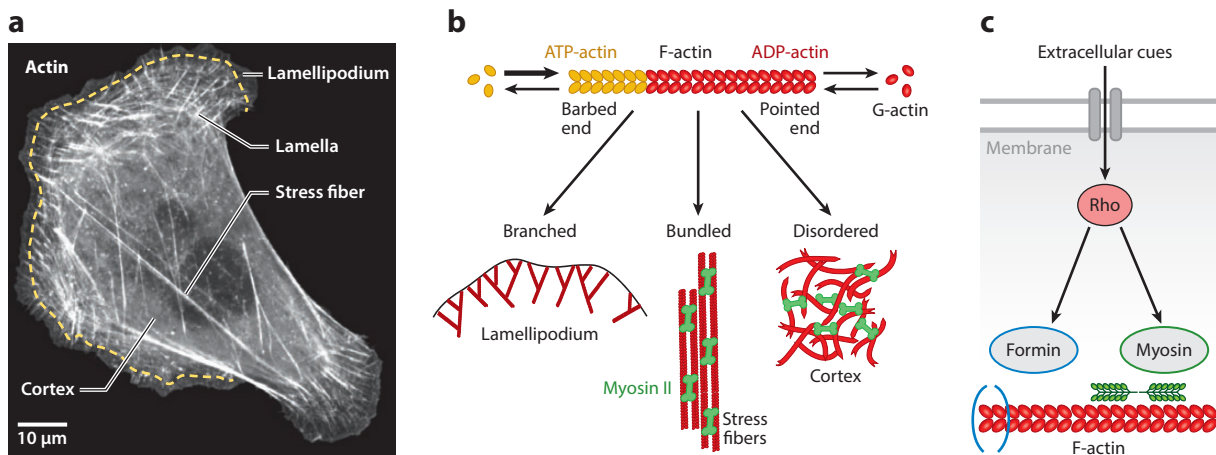 a
Actin
Lamellipodium
Lamella
Stress fiber
Cortex
10 μm
b
ATP-actin
F-actin
ADP-actin
Barbed
end
Pointed
end
G-actin
Branched
Bundled
Disordered
Lamellipodium
Myosin II
Stress
fibers
Cortex
c
Extracellular cues
Membrane
Rho
Formin
Myosin
F-actin